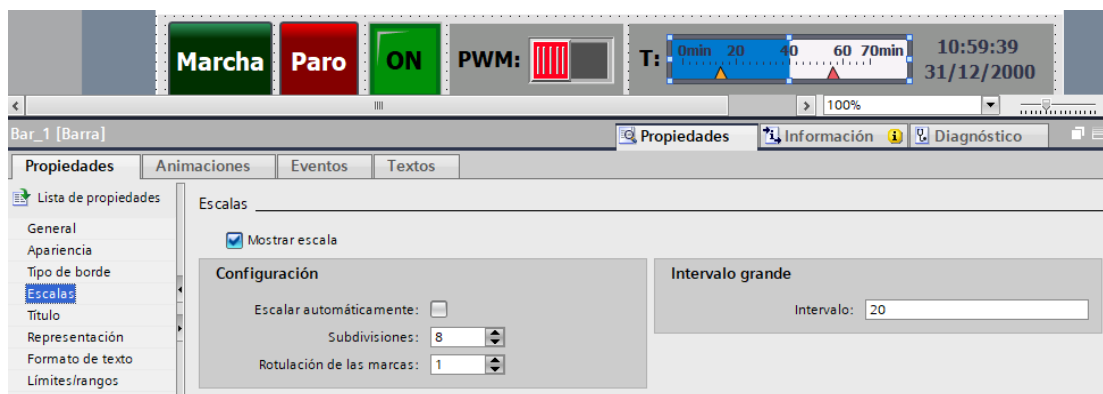 Marcha Paro ON PWM: T: 0min 20 40 60 70min 10:59:39
31/12/2000
100%
Bar_1 [Barra] Propiedades Información Diagnóstico
Propiedades Animaciones Eventos Textos
Lista de propiedades
General
Apariencia
Tipo de borde
Escalas
Título
Representación
Formato de texto
Límites/rangos
Escalas
Mostrar escala
Configuración
Escalar automáticamente:
Subdivisiones: 8
Rotulación de las marcas: 1
Intervalo grande
Intervalo: 20